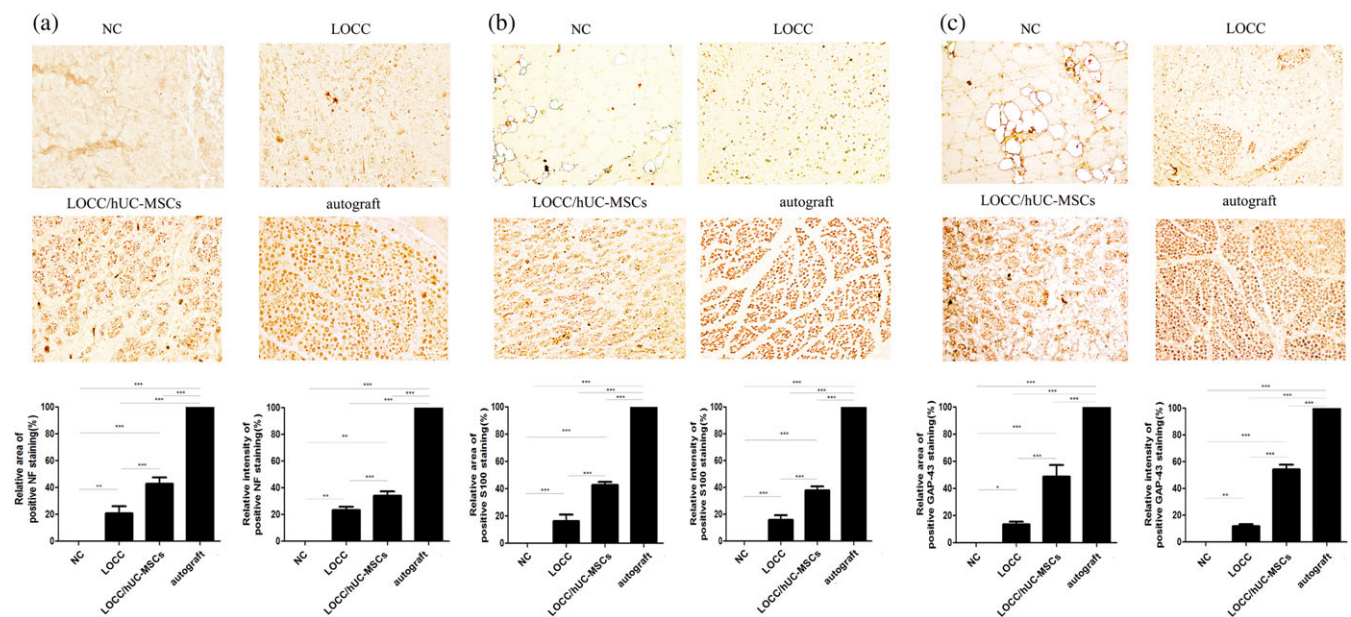 (a)
NC
LOCC
LOCC/hUC-MSCs
autograft
Relative area of
positive NF staining(%)
100
80
60
40
20
0
***
***
***
***
***
**
NC
LOCC
LOCC/hUC-MSCs
autograft
Relative intensity of
positive NF staining(%)
100
80
60
40
20
0
***
***
***
**
***
**
NC
LOCC
LOCC/hUC-MSCs
autograft
(b)
NC
LOCC
LOCC/hUC-MSCs
autograft
Relative area of
positive S100 staining(%)
100
80
60
40
20
0
***
***
***
***
***
***
NC
LOCC
LOCC/hUC-MSCs
autograft
Relative intensity of
positive S100 staining(%)
100
80
60
40
20
0
***
***
***
***
***
***
NC
LOCC
LOCC/hUC-MSCs
autograft
(c)
NC
LOCC
LOCC/hUC-MSCs
autograft
Relative area of
positive GAP-43 staining(%)
100
80
60
40
20
0
***
***
***
***
***
*
NC
LOCC
LOCC/hUC-MSCs
autograft
Relative intensity of
positive GAP-43 staining(%)
100
80
60
40
20
0
***
***
***
***
***
**
NC
LOCC
LOCC/hUC-MSCs
autograft